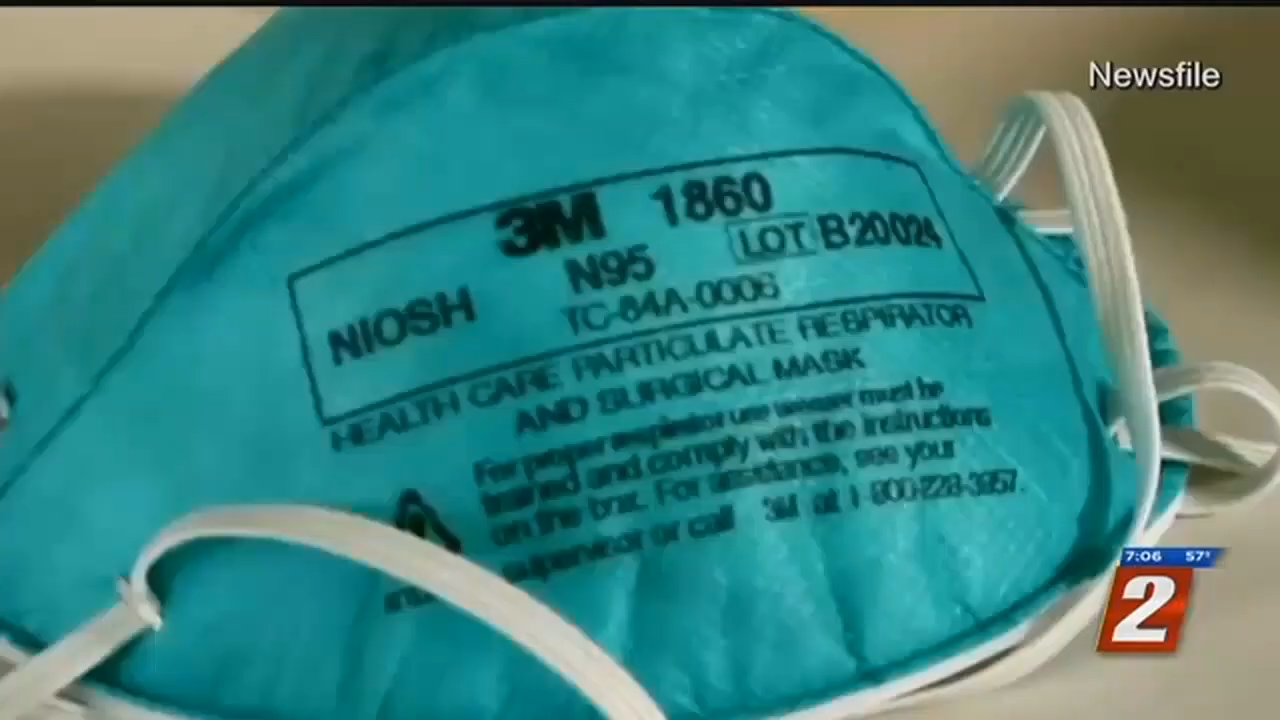 Newsfile
3M 1860
N95 LOT B20024
NIOSH TC-84A-0006
HEALTH CARE PARTICULATE RESPIRATOR
AND SURGICAL MASK
For proper respirator use wearer must be
trained and comply with the instructions
on the box. For assistance, see your
supervisor or call 3M at 1-800-228-3957.
7:06 57°
2